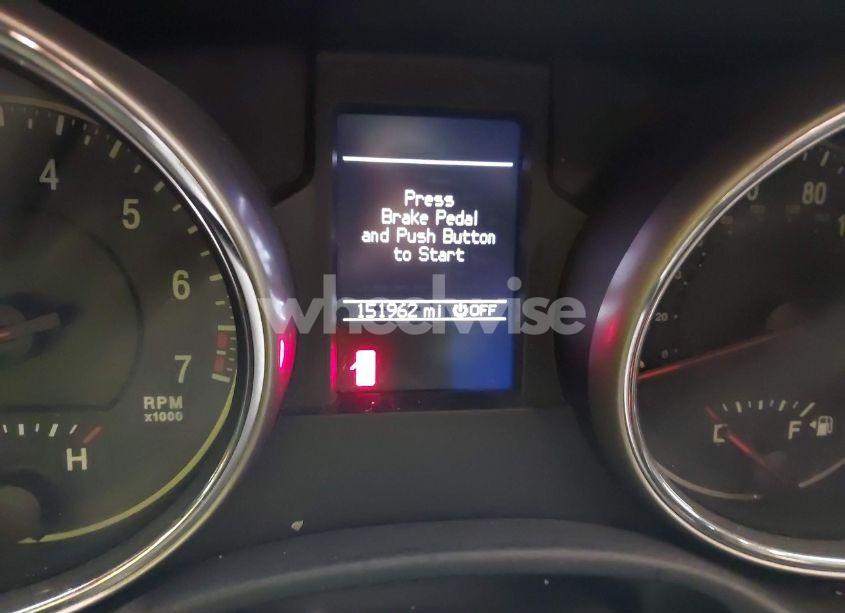 4
5
6
7
RPM
x1000
H
Press
Brake Pedal
and Push Button
to Start
151962 mi OFF
wheelwise
80
20
0
E
F